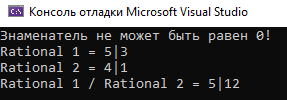 Консоль отладки Microsoft Visual Studio
Знаменатель не может быть равен 0!
Rational 1 = 5|3
Rational 2 = 4|1
Rational 1 / Rational 2 = 5|12